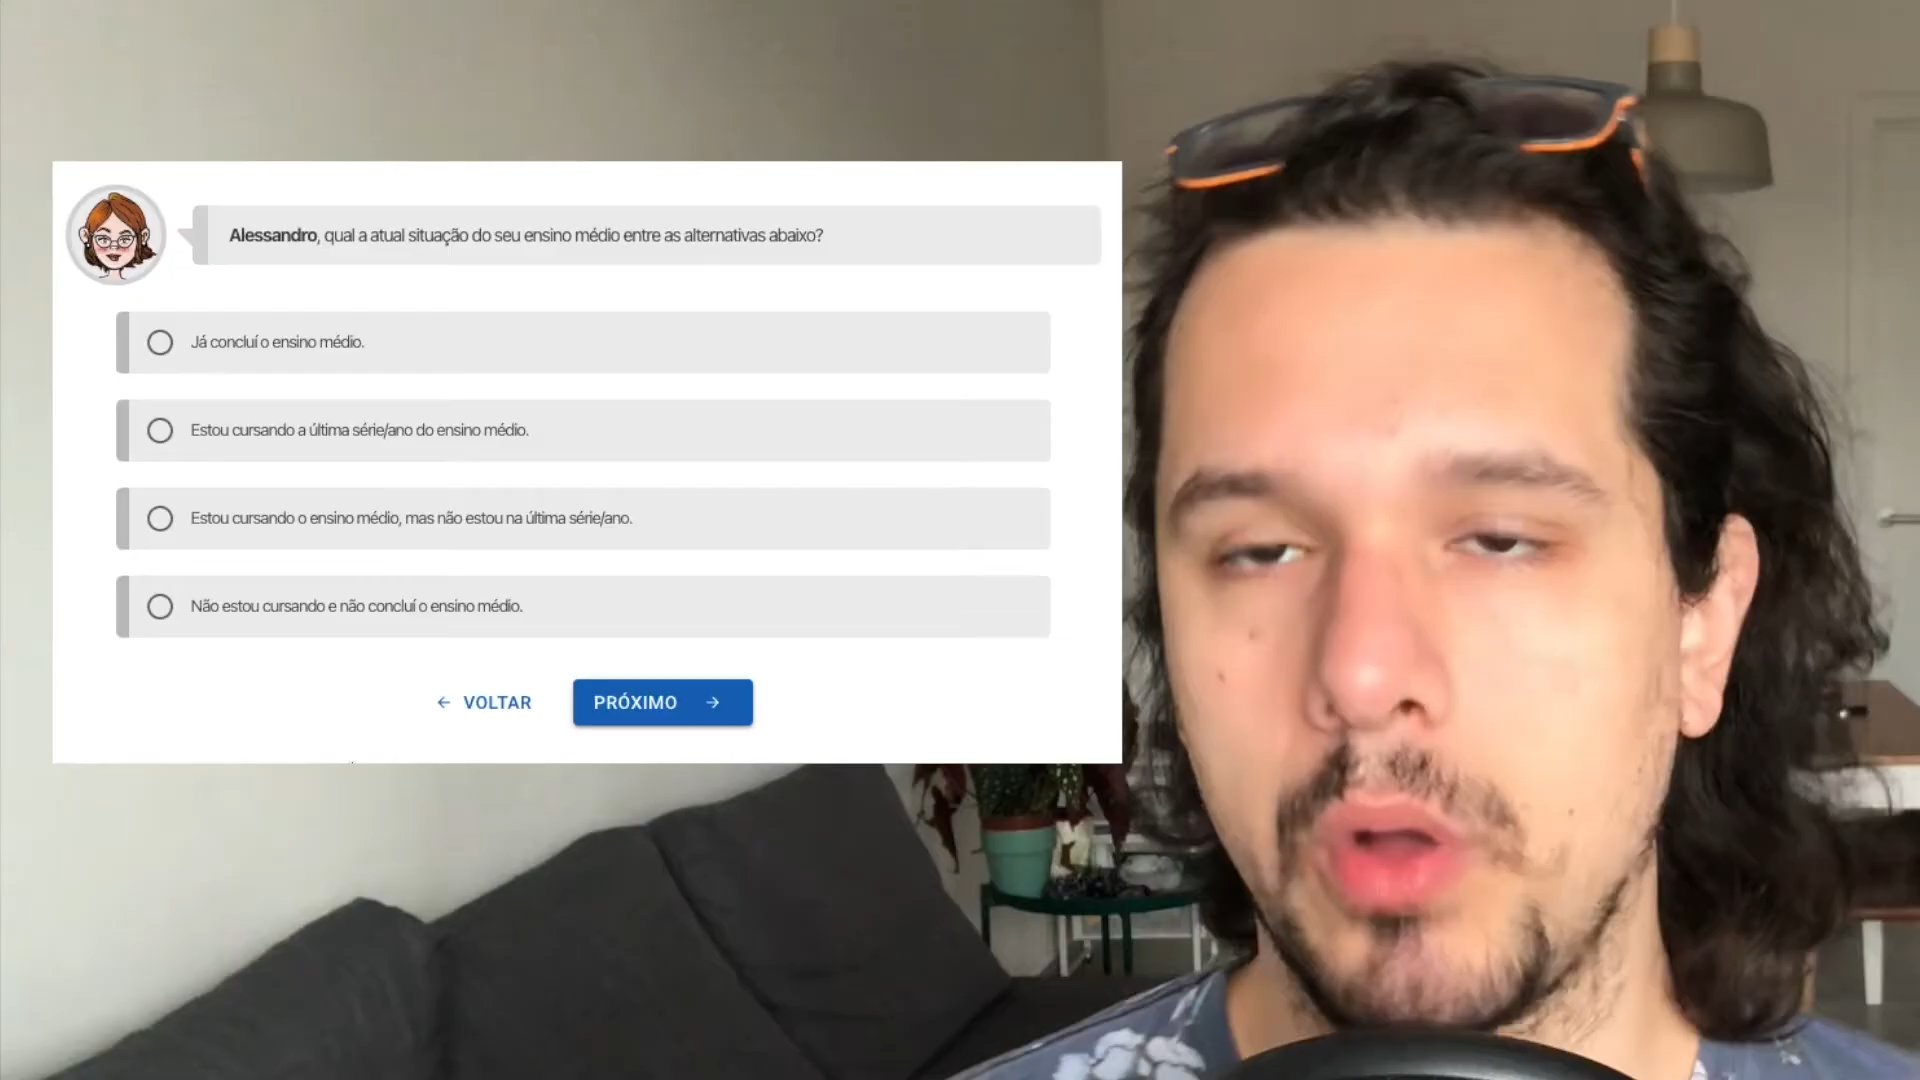 Alessandro, qual a atual situação do seu ensino médio entre as alternativas abaixo?
Já concluí o ensino médio.
Estou cursando a última série/ano do ensino médio.
Estou cursando o ensino médio, mas não estou na última série/ano.
Não estou cursando e não concluí o ensino médio.
← VOLTAR
PRÓXIMO →